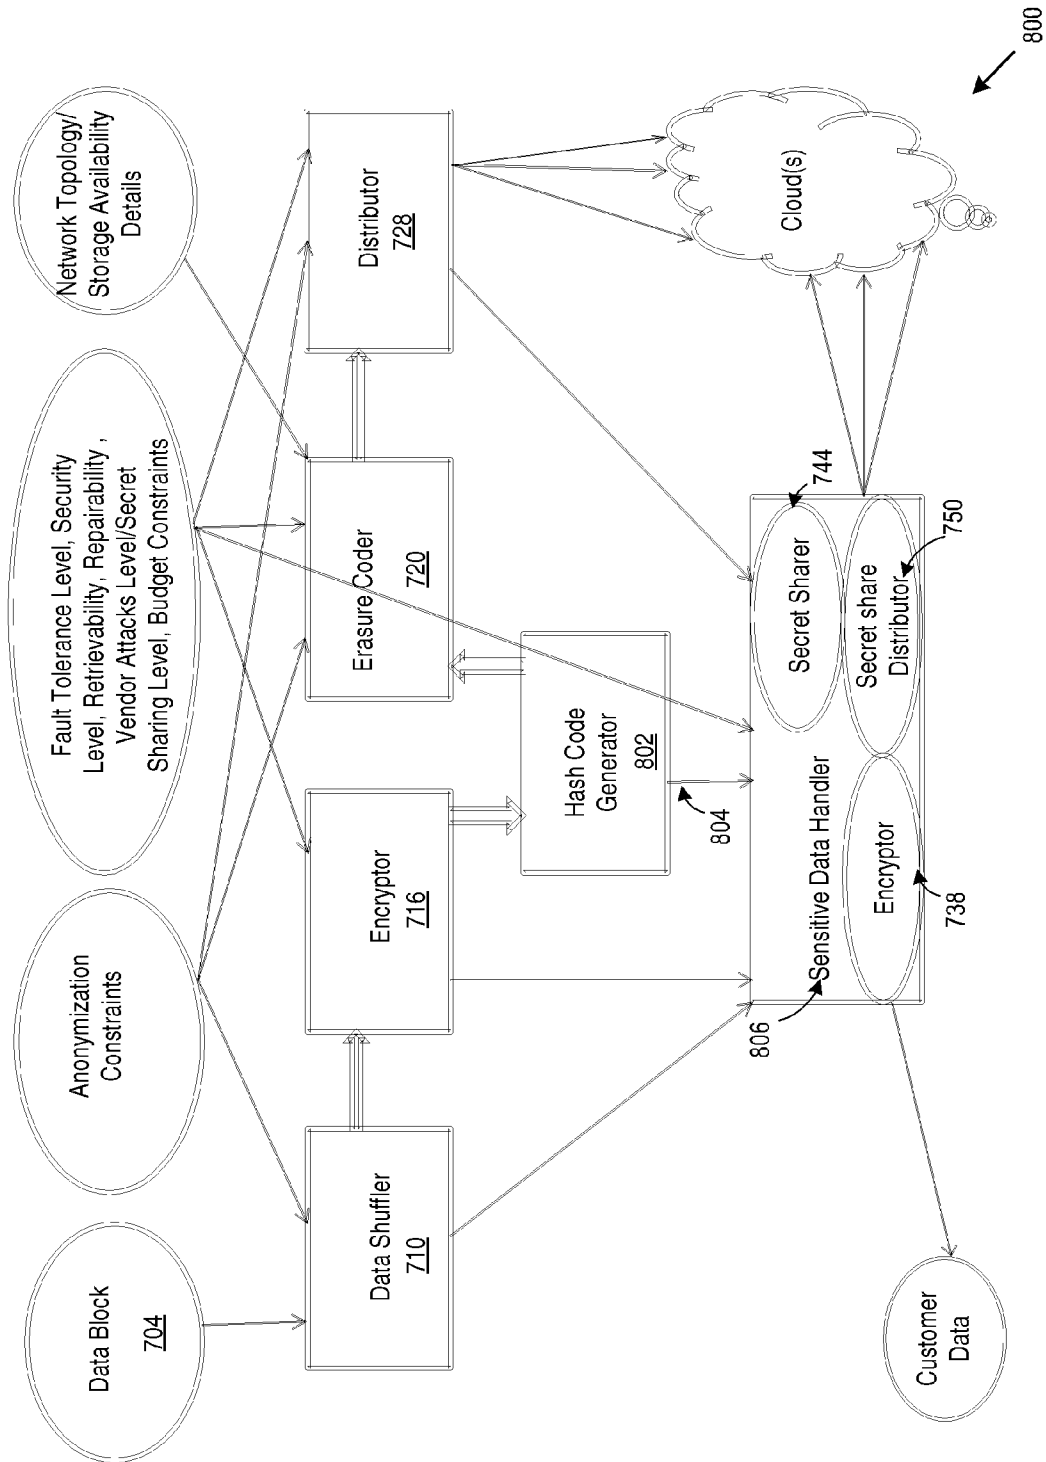 800
Data Block
704
Anonymization
Constraints
Fault Tolerance Level, Security
Level, Retrievability, Repairability ,
Vendor Attacks Level/Secret
Sharing Level, Budget Constraints
Network Topology/
Storage Availability
Details
Data Shuffler
710
Encryptor
716
Erasure Coder
720
Distributor
728
Hash Code
Generator
802
804
806
Sensitive Data Handler
Secret Sharer
744
Encryptor
738
Secret share
Distributor
750
Cloud(s)
Customer
Data